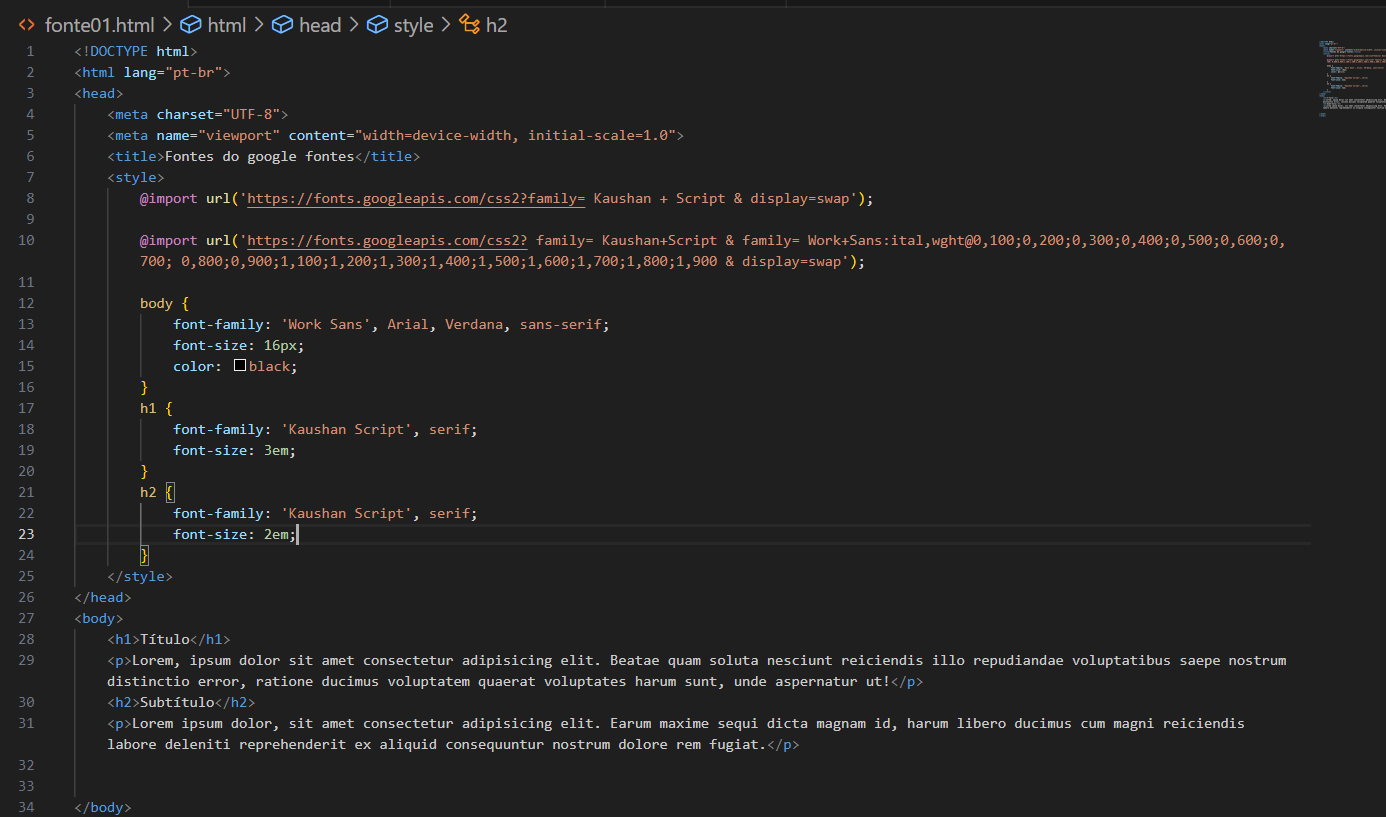 fonte01.html > html > head > style > h2
1 <!DOCTYPE html>
2 <html lang="pt-br">
3 <head>
4 <meta charset="UTF-8">
5 <meta name="viewport" content="width=device-width, initial-scale=1.0">
6 <title>Fontes do google fontes</title>
7 <style>
8 @import url('https://fonts.googleapis.com/css2?family= Kaushan + Script & display=swap');
9
10 @import url('https://fonts.googleapis.com/css2? family= Kaushan+Script & family= Work+Sans:ital,wght@0,100;0,200;0,300;0,400;0,500;0,600;0,
700; 0,800;0,900;1,100;1,200;1,300;1,400;1,500;1,600;1,700;1,800;1,900 & display=swap');
11
12 body {
13 font-family: 'Work Sans', Arial, Verdana, sans-serif;
14 font-size: 16px;
15 color: black;
16 }
17 h1 {
18 font-family: 'Kaushan Script', serif;
19 font-size: 3em;
20 }
21 h2 {
22 font-family: 'Kaushan Script', serif;
23 font-size: 2em;
24 }
25 </style>
26 </head>
27 <body>
28 <h1>Título</h1>
29 <p>Lorem, ipsum dolor sit amet consectetur adipisicing elit. Beatae quam soluta nesciunt reiciendis illo repudiandae voluptatibus saepe nostrum
distinctio error, ratione ducimus voluptatem quaerat voluptates harum sunt, unde aspernatur ut!</p>
30 <h2>Subtítulo</h2>
31 <p>Lorem ipsum dolor, sit amet consectetur adipisicing elit. Earum maxime sequi dicta magnam id, harum libero ducimus cum magni reiciendis
labore deleniti reprehenderit ex aliquid consequuntur nostrum dolore rem fugiat.</p>
32
33
34 </body>